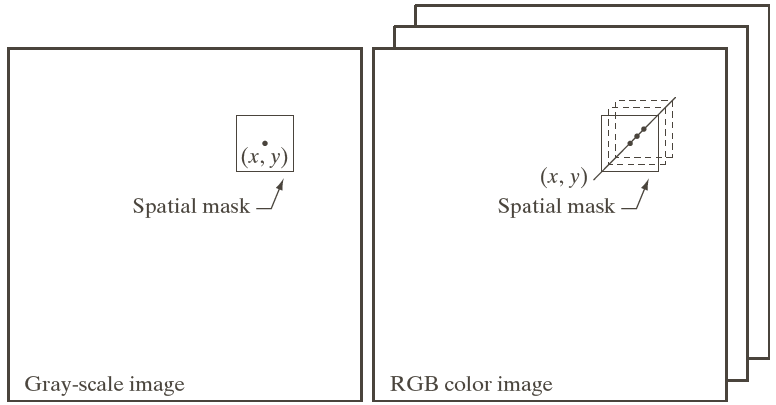 (x, y)
Spatial mask
Gray-scale image
(x, y)
Spatial mask
RGB color image